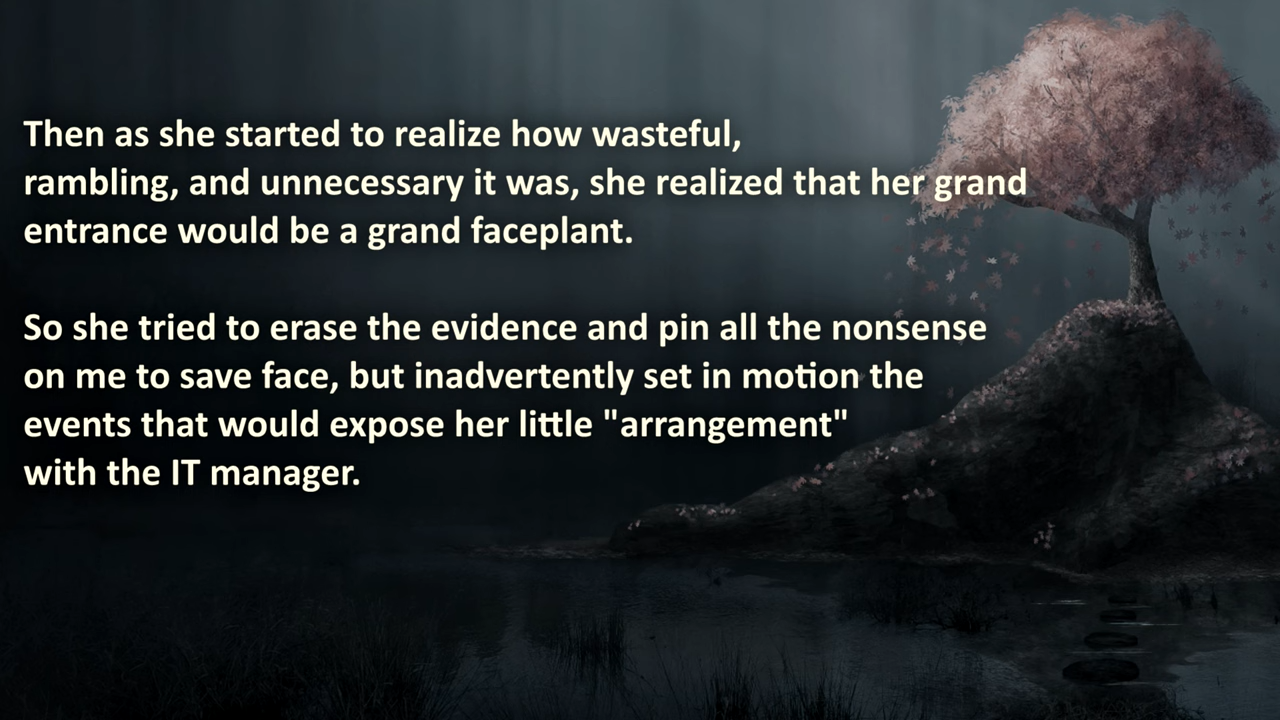 Then as she started to realize how wasteful,
rambling, and unnecessary it was, she realized that her grand
entrance would be a grand faceplant.
So she tried to erase the evidence and pin all the nonsense
on me to save face, but inadvertently set in motion the
events that would expose her little "arrangement"
with the IT manager.